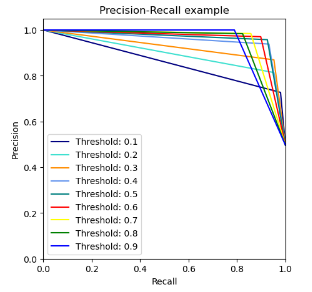 Precision-Recall example
1.0
0.8
0.6
0.4
0.2
0.0
Precision
Threshold: 0.1
Threshold: 0.2
Threshold: 0.3
Threshold: 0.4
Threshold: 0.5
Threshold: 0.6
Threshold: 0.7
Threshold: 0.8
Threshold: 0.9
0.0 0.2 0.4 0.6 0.8 1.0
Recall